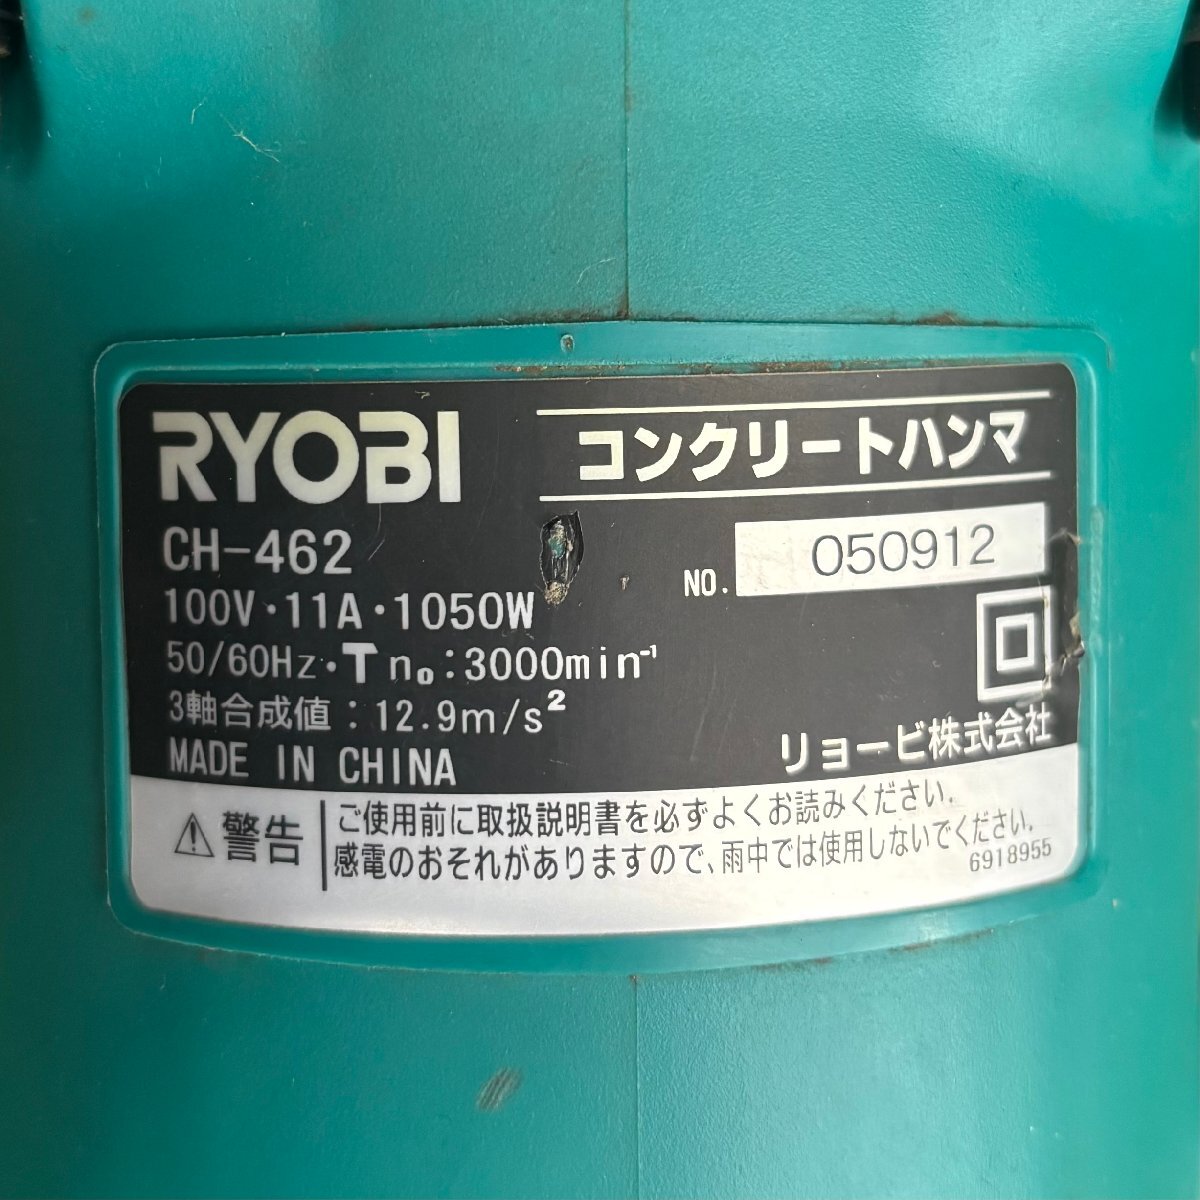 RYOBI
コンクリートハンマ
CH-462
NO. 050912
100V・11A・1050W
50/60Hz・T n₀:3000min⁻¹
3軸合成値：12.9m/s²
MADE IN CHINA
リョービ株式会社
⚠警告
ご使用前に取扱説明書を必ずよくお読みください.
感電のおそれがありますので、雨中では使用しないでください.
6918955